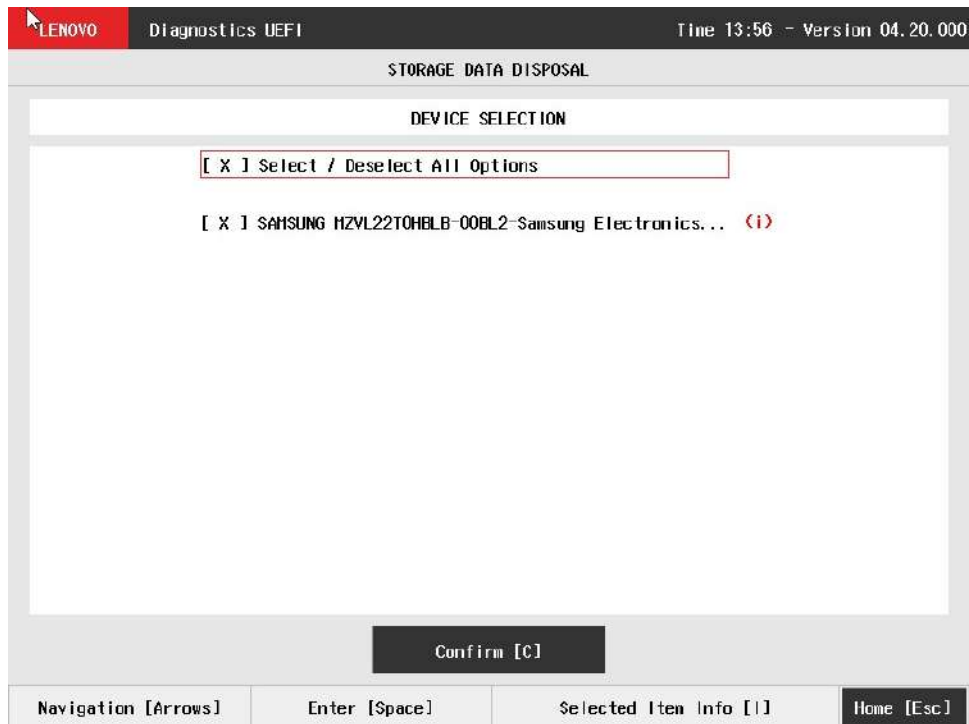 LENOVO Diagnostics UEFI Time 13:56 - Version 04.20.000
STORAGE DATA DISPOSAL
DEVICE SELECTION
[ X ] Select / Deselect All Options
[ X ] SAMSUNG MZVL22T0HBLB-00BL2-Samsung Electronics... (i)
Confirm [C]
Navigation [Arrows] Enter [Space] Selected Item Info [I] Home [Esc]